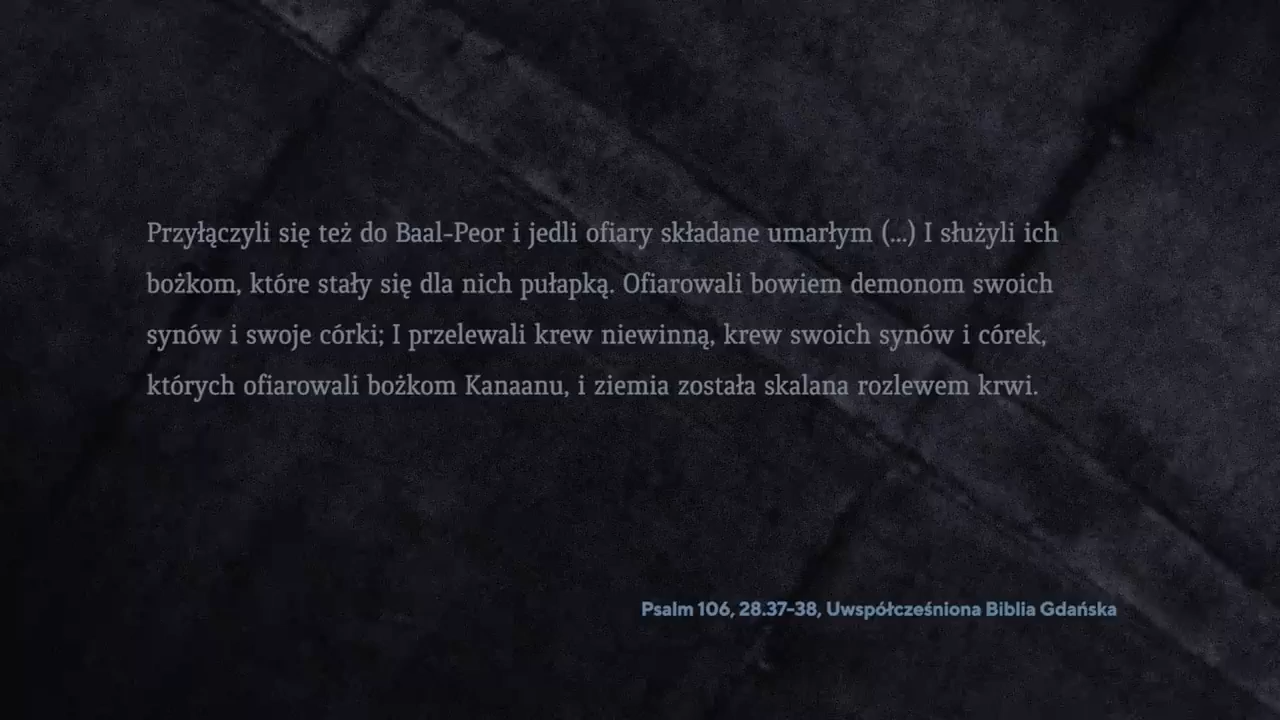 Przyłączyli się też do Baal-Peor i jedli ofiary składane umarłym (...) I służyli ich
bożkom, które stały się dla nich pułapką. Ofiarowali bowiem demonom swoich
synów i swoje córki; I przelewali krew niewinną, krew swoich synów i córek,
których ofiarowali bożkom Kanaanu, i ziemia została skalana rozlewem krwi.
Psalm 106, 28.37-38, Uwspółcześniona Biblia Gdańska